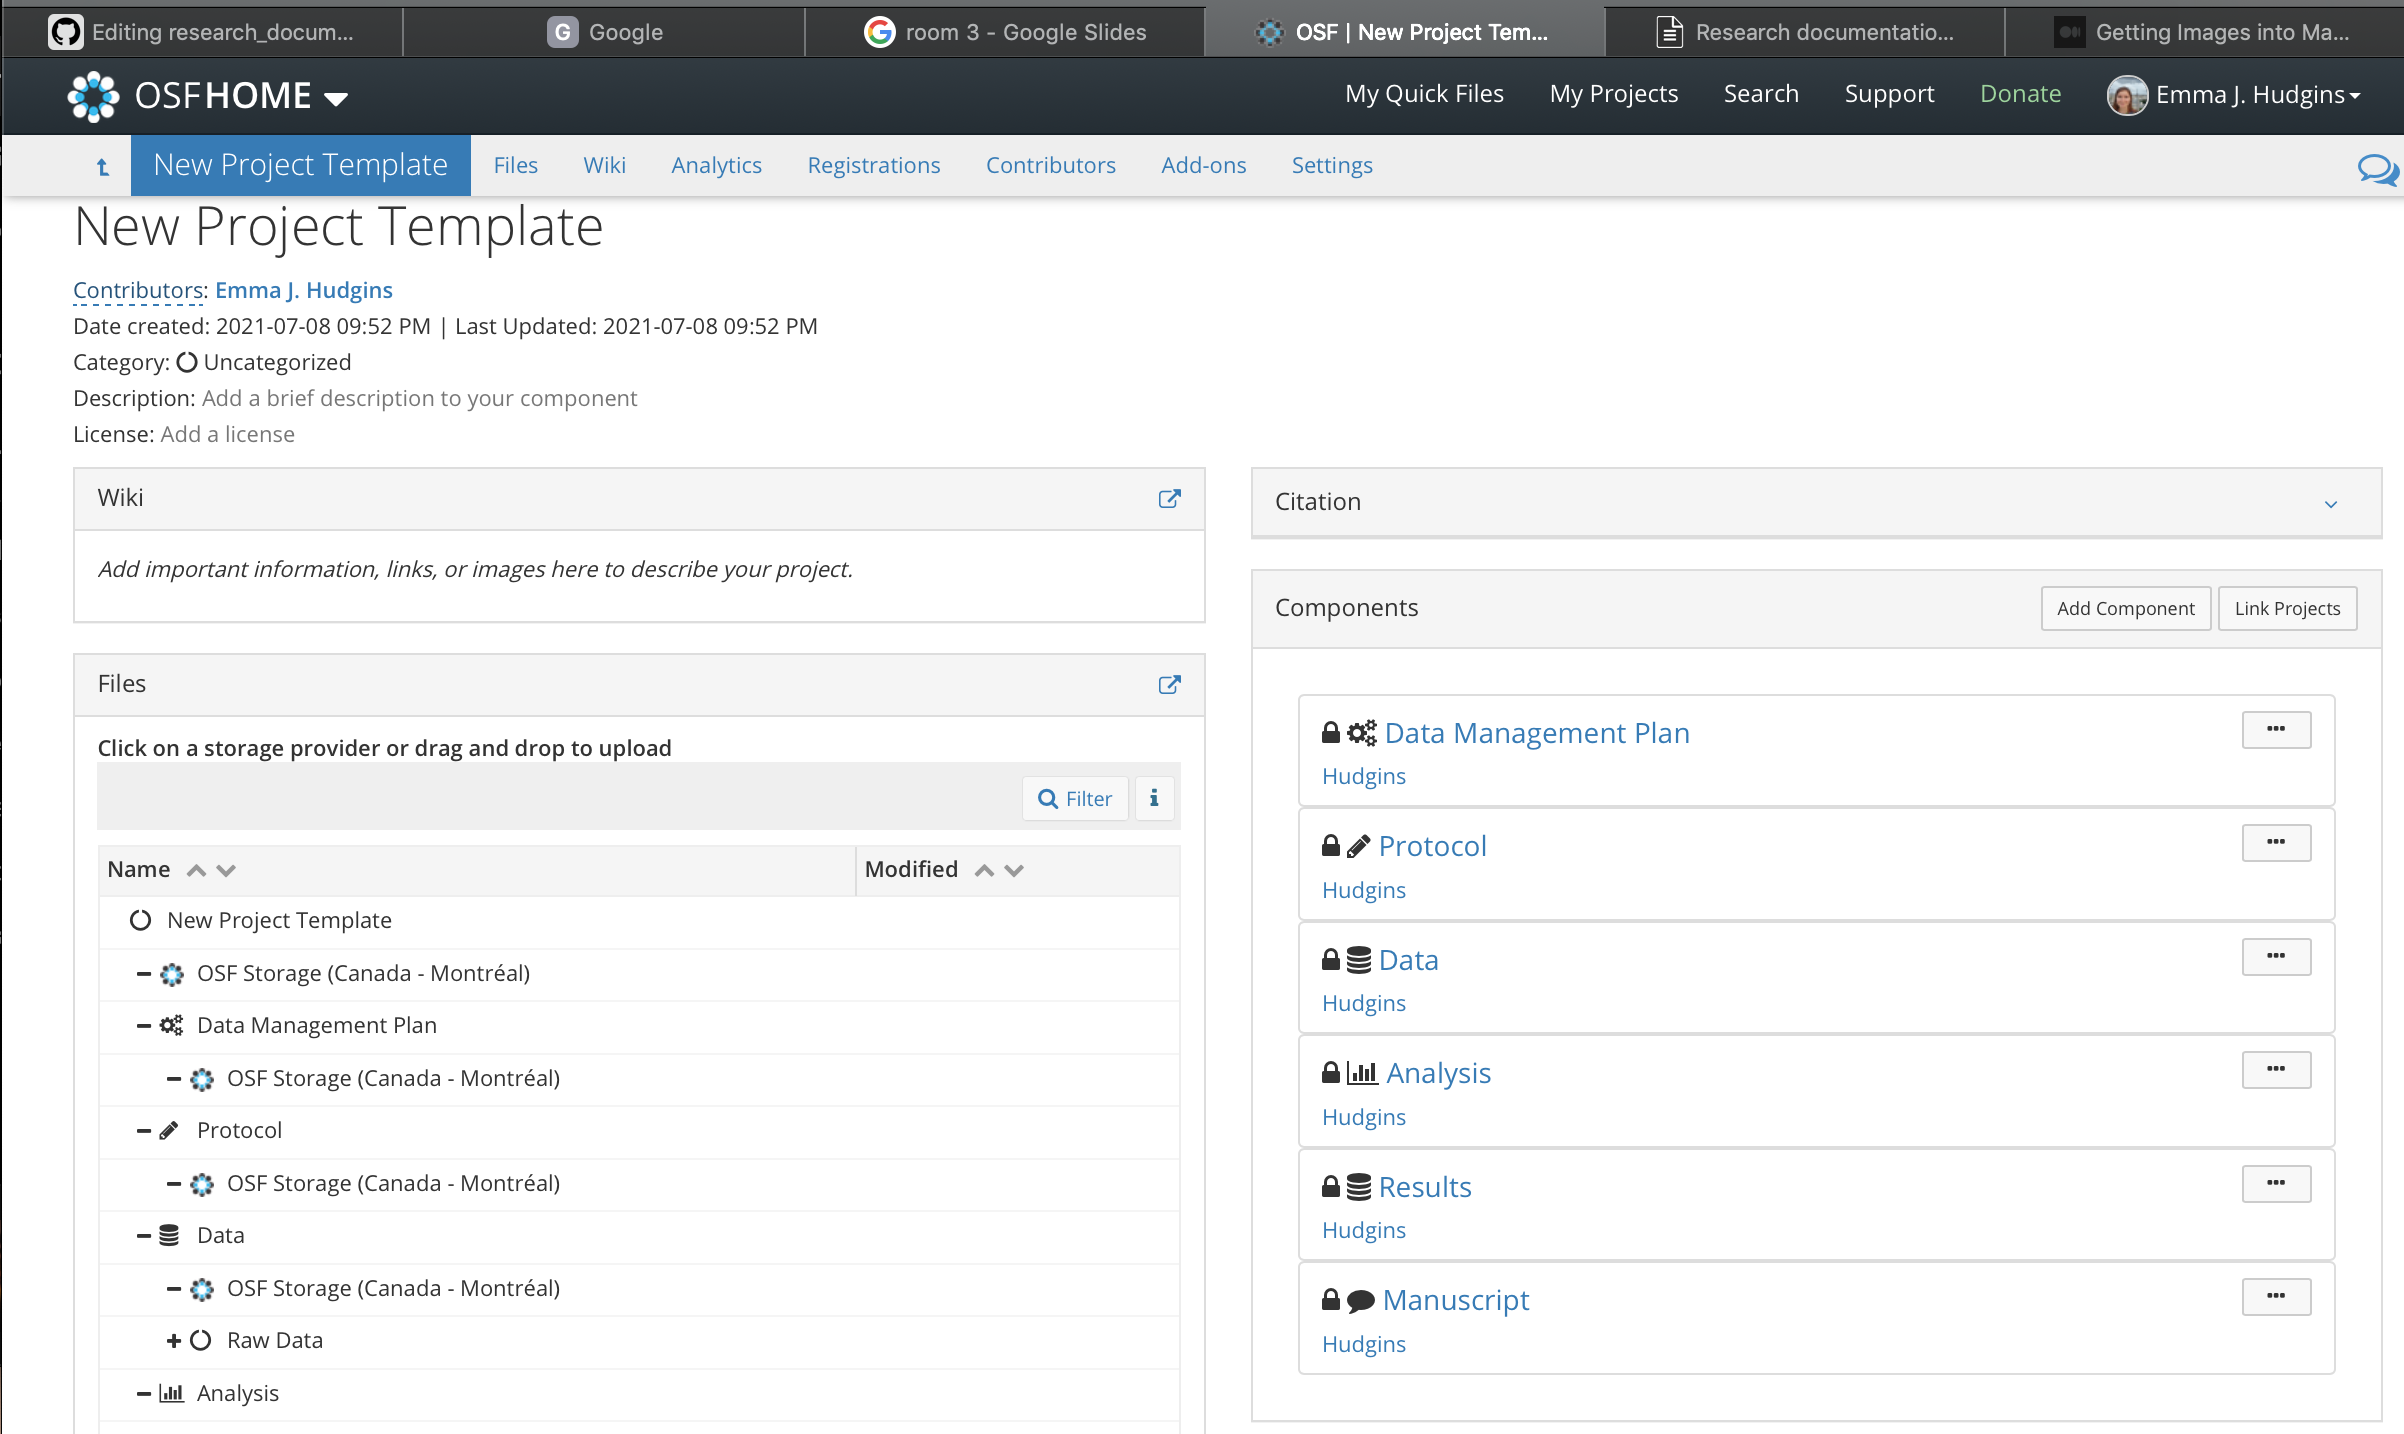 Editing research_docum...
G Google
room 3 - Google Slides
OSF | New Project Tem...
Research documentatio...
Getting Images into Ma...
OSFHOME
My Quick Files
My Projects
Search
Support
Donate
Emma J. Hudgins
New Project Template
Files
Wiki
Analytics
Registrations
Contributors
Add-ons
Settings
New Project Template
Contributors: Emma J. Hudgins
Date created: 2021-07-08 09:52 PM | Last Updated: 2021-07-08 09:52 PM
Category: Uncategorized
Description: Add a brief description to your component
License: Add a license
Wiki
Add important information, links, or images here to describe your project.
Files
Click on a storage provider or drag and drop to upload
Filter
i
Name
Modified
New Project Template
OSF Storage (Canada - Montréal)
Data Management Plan
OSF Storage (Canada - Montréal)
Protocol
OSF Storage (Canada - Montréal)
Data
OSF Storage (Canada - Montréal)
Raw Data
Analysis
Citation
Components
Add Component
Link Projects
Data Management Plan
Hudgins
Protocol
Hudgins
Data
Hudgins
Analysis
Hudgins
Results
Hudgins
Manuscript
Hudgins